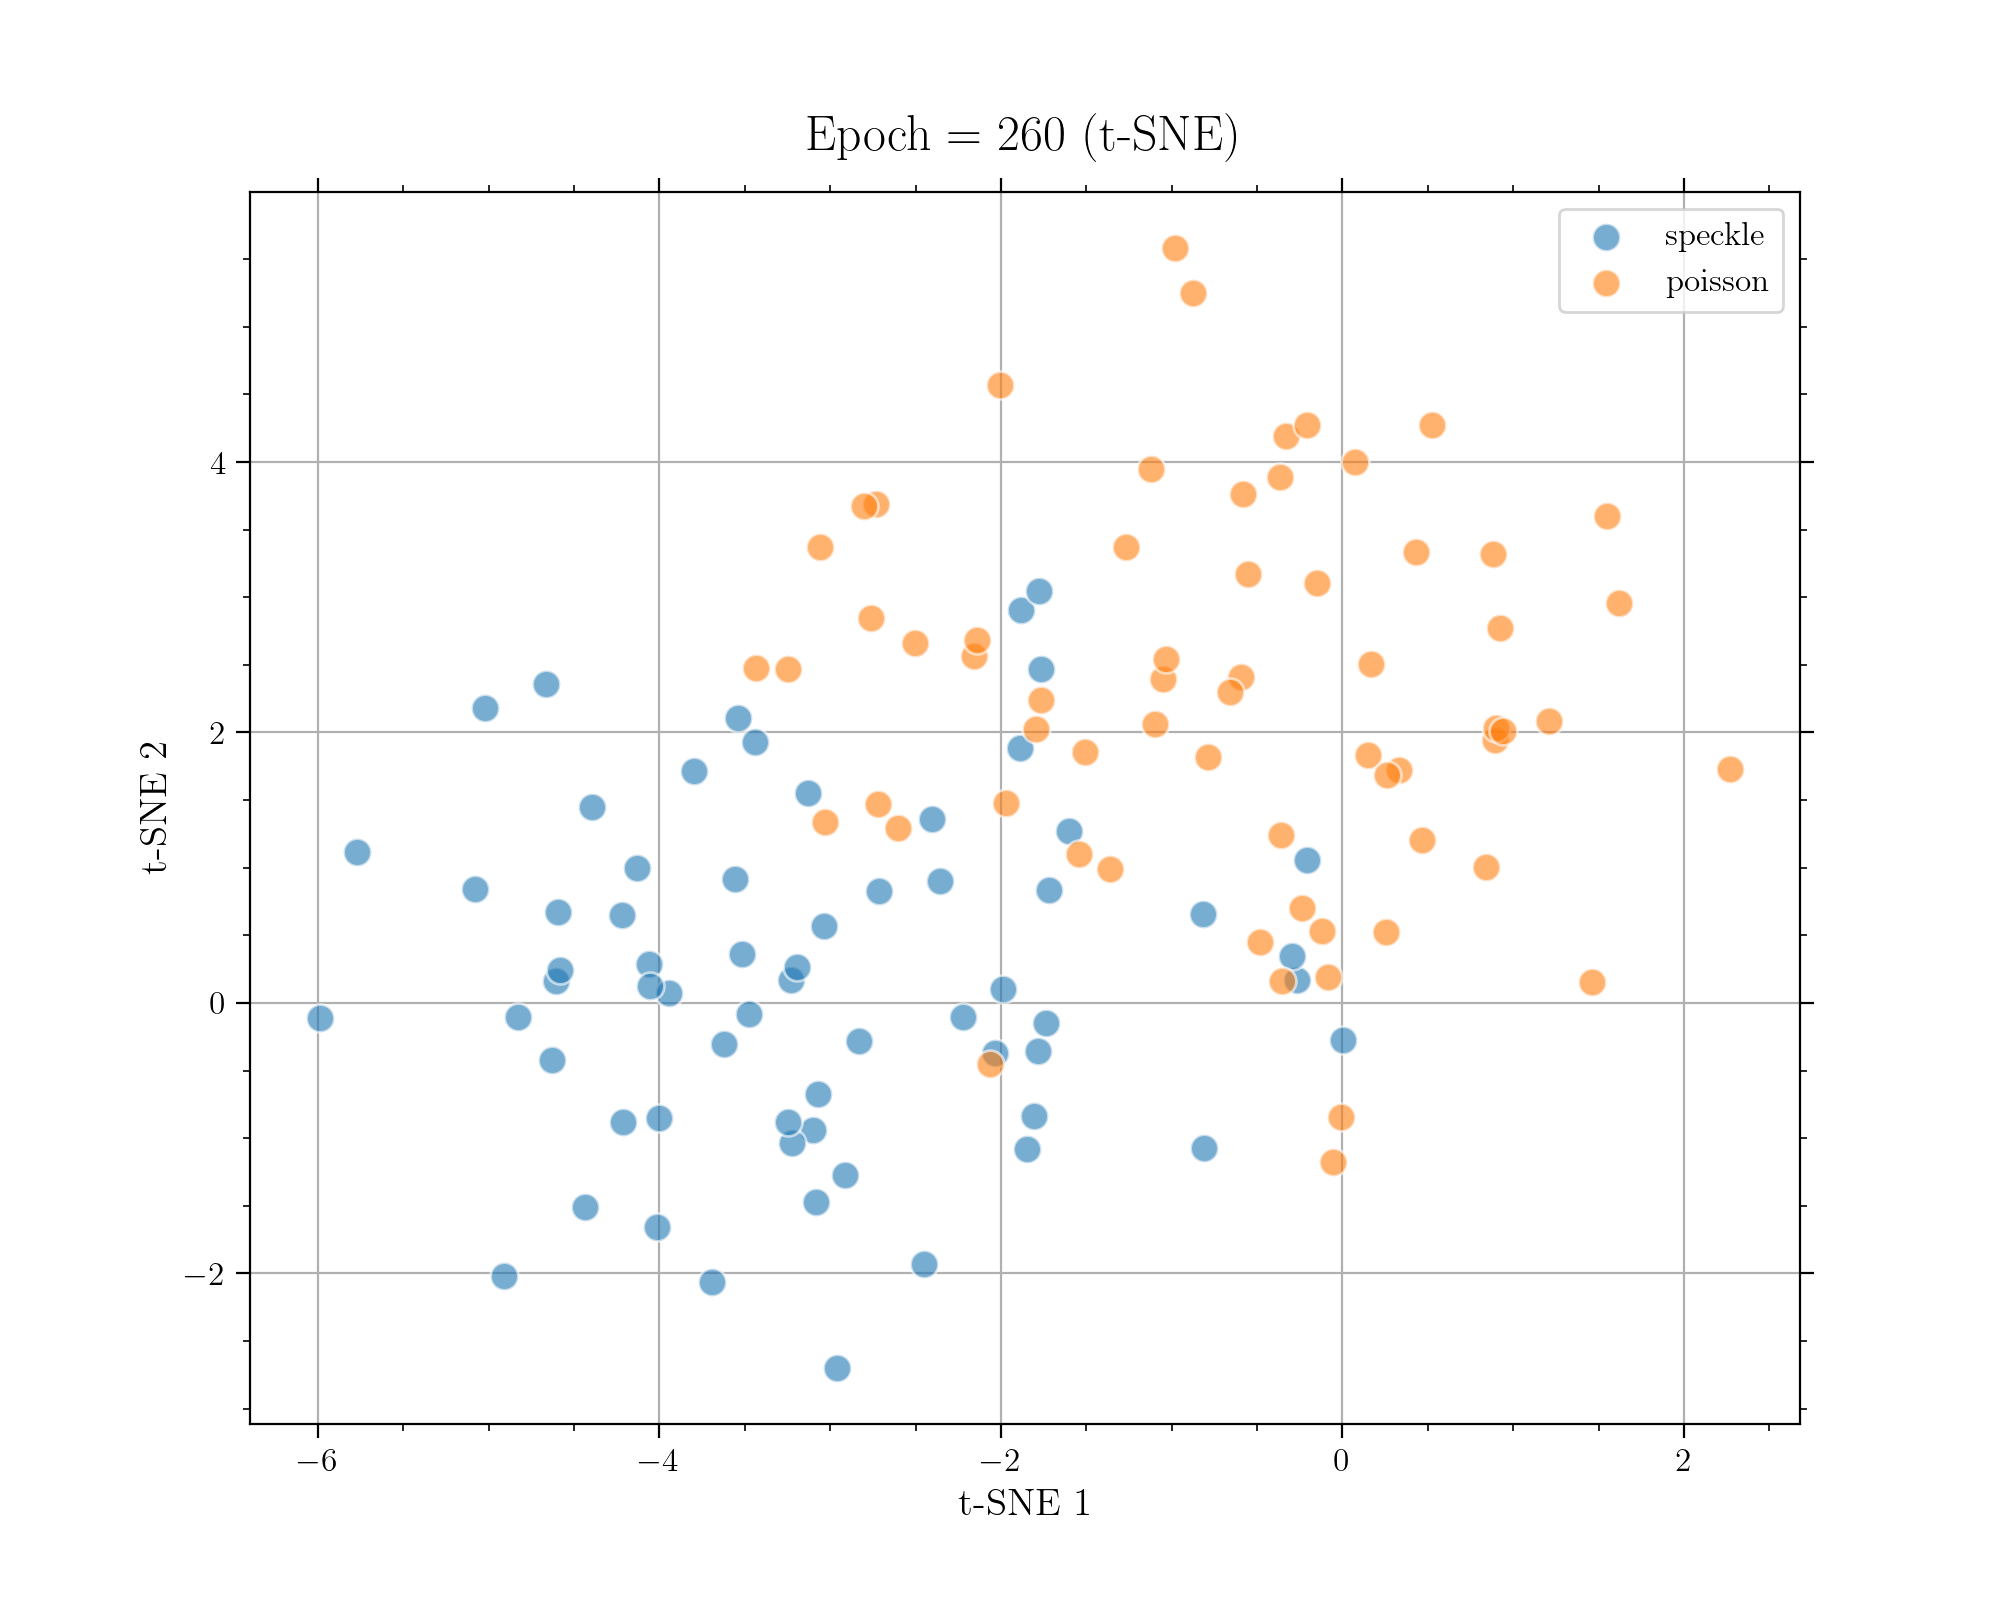 Epoch = 260 (t-SNE)
speckle
poisson
4
2
0
−2
t-SNE 2
−6
−4
−2
0
2
t-SNE 1